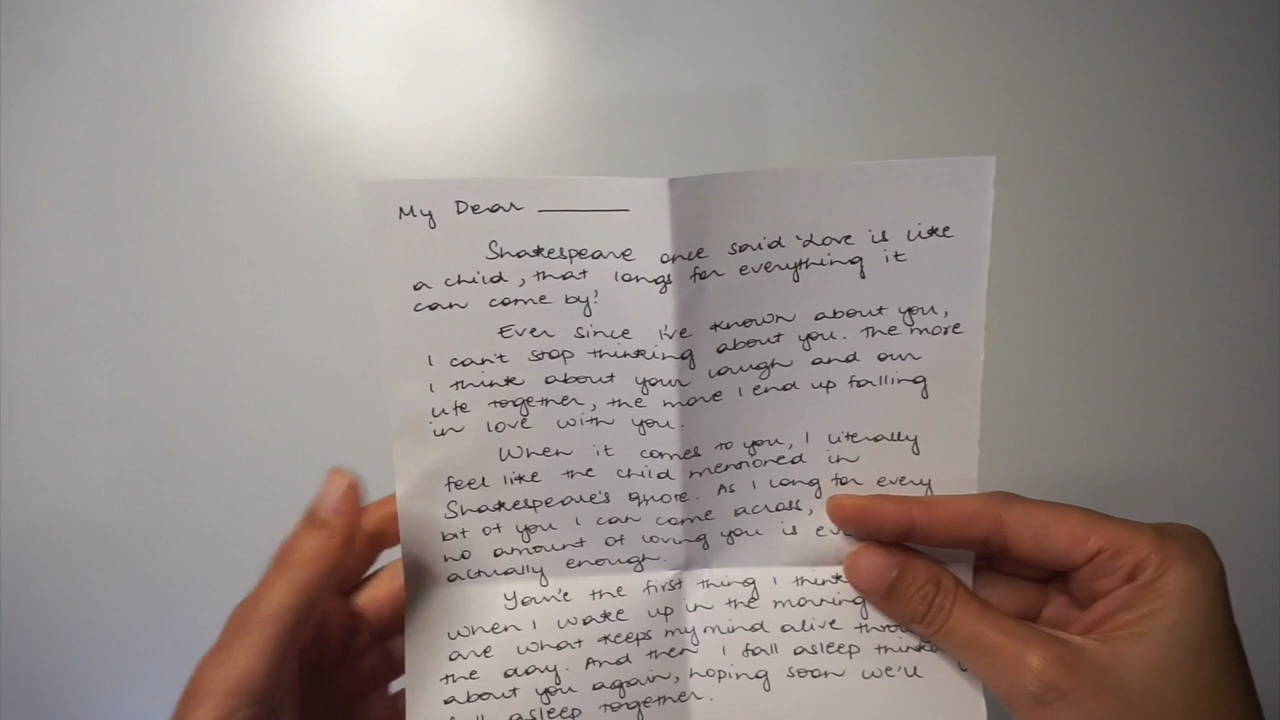 My Dear ______
Shakespeare once said 'Love is like
a child, that longs for everything it
can come by.'
Ever since I've known about you,
I can't stop thinking about you. The more
I think about your laugh and our
life together, the more I end up falling
in love with you.
When it comes to you, I literally
feel like the child mentioned in
Shakespeare's quote. As I long for every
bit of you I can come across,
no amount of loving you is
actually enough.
You're the first thing I think
when I wake up in the morning
are what keeps my mind alive
the day. And then I fall asleep
about you again, hoping soon we'll
asleep together.